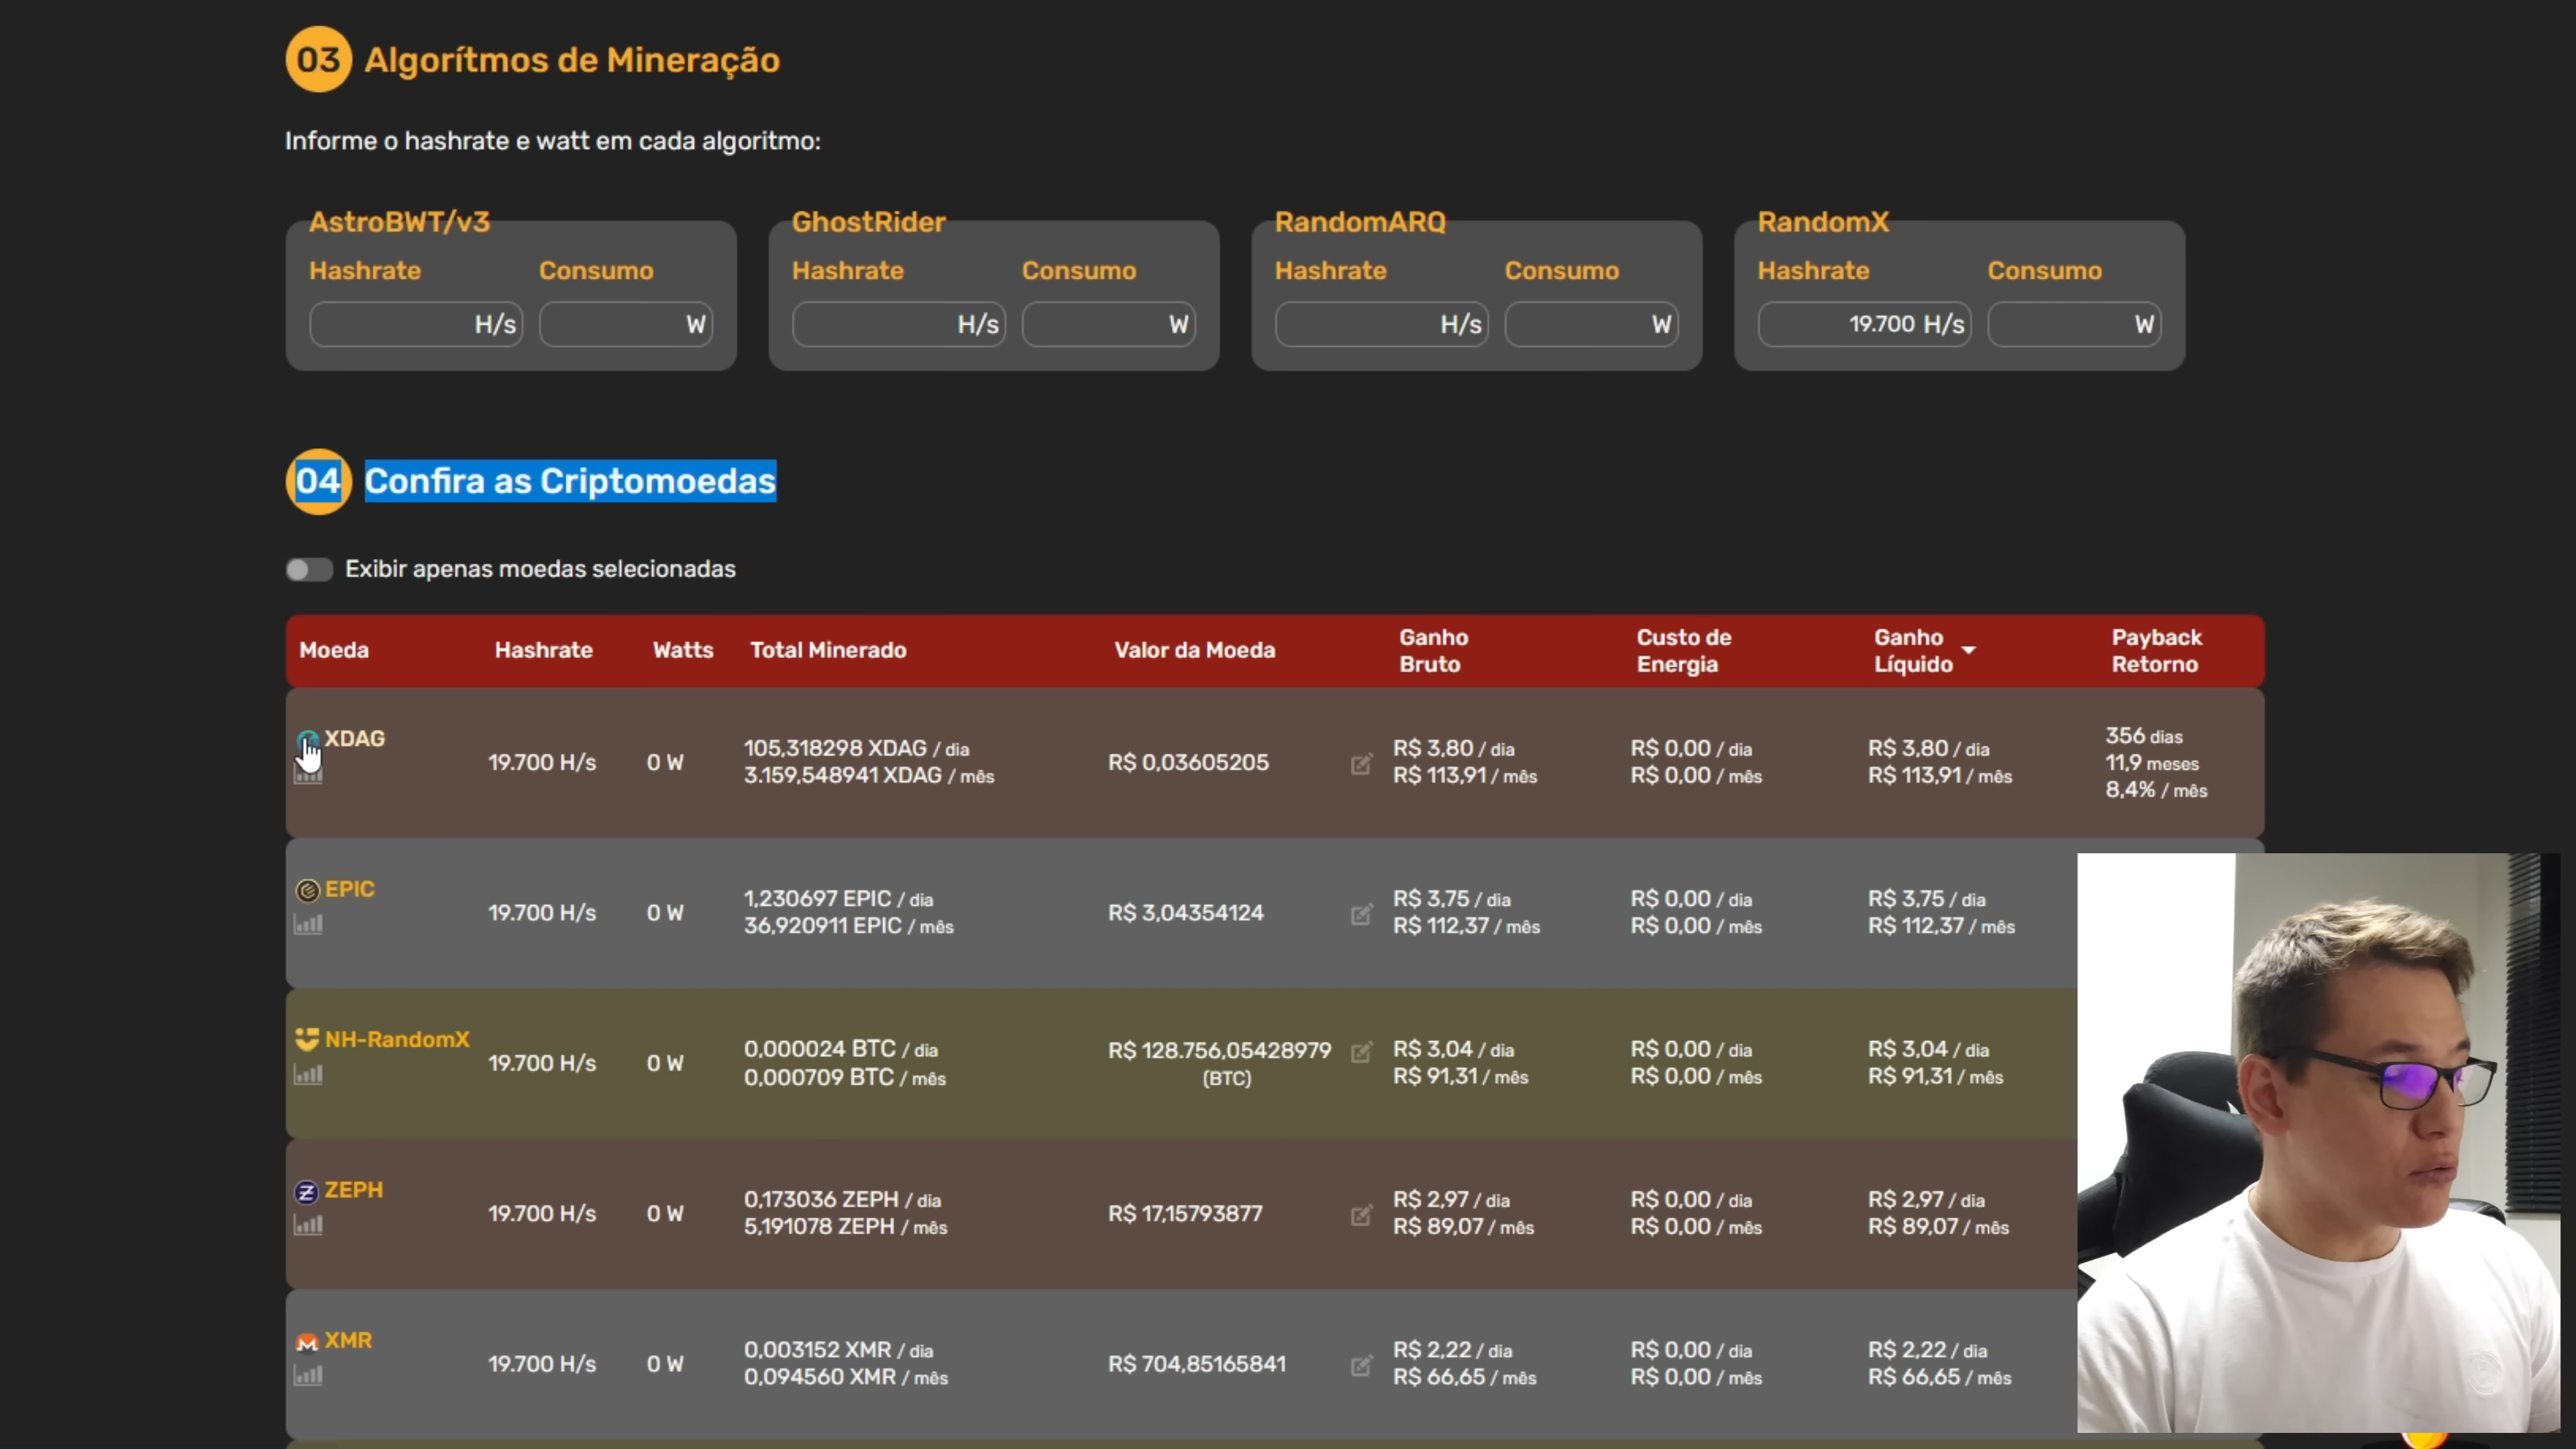 03 Algorítmos de Mineração
Informe o hashrate e watt em cada algoritmo:
AstroBWT/v3
Hashrate Consumo
H/s W
GhostRider
Hashrate Consumo
H/s W
RandomARQ
Hashrate Consumo
H/s W
RandomX
Hashrate Consumo
19.700 H/s W
04 Confira as Criptomoedas
Exibir apenas moedas selecionadas
Moeda Hashrate Watts Total Minerado Valor da Moeda Ganho Bruto Custo de Energia Ganho Líquido Payback Retorno
XDAG 19.700 H/s 0 W 105,318298 XDAG / dia R$ 0,03605205 R$ 3,80 / dia R$ 0,00 / dia R$ 3,80 / dia 356 dias
3.159,548941 XDAG / mês R$ 113,91 / mês R$ 0,00 / mês R$ 113,91 / mês 11,9 meses
8,4% / mês
EPIC 19.700 H/s 0 W 1,230697 EPIC / dia R$ 3,04354124 R$ 3,75 / dia R$ 0,00 / dia R$ 3,75 / dia
36,920911 EPIC / mês R$ 112,37 / mês R$ 0,00 / mês R$ 112,37 / mês
NH-RandomX 19.700 H/s 0 W 0,000024 BTC / dia R$ 128.756,05428979 R$ 3,04 / dia R$ 0,00 / dia R$ 3,04 / dia
0,000709 BTC / mês (BTC) R$ 91,31 / mês R$ 0,00 / mês R$ 91,31 / mês
ZEPH 19.700 H/s 0 W 0,173036 ZEPH / dia R$ 17,15793877 R$ 2,97 / dia R$ 0,00 / dia R$ 2,97 / dia
5,191078 ZEPH / mês R$ 89,07 / mês R$ 0,00 / mês R$ 89,07 / mês
XMR 19.700 H/s 0 W 0,003152 XMR / dia R$ 704,85165841 R$ 2,22 / dia R$ 0,00 / dia R$ 2,22 / dia
0,094560 XMR / mês R$ 66,65 / mês R$ 0,00 / mês R$ 66,65 / mês